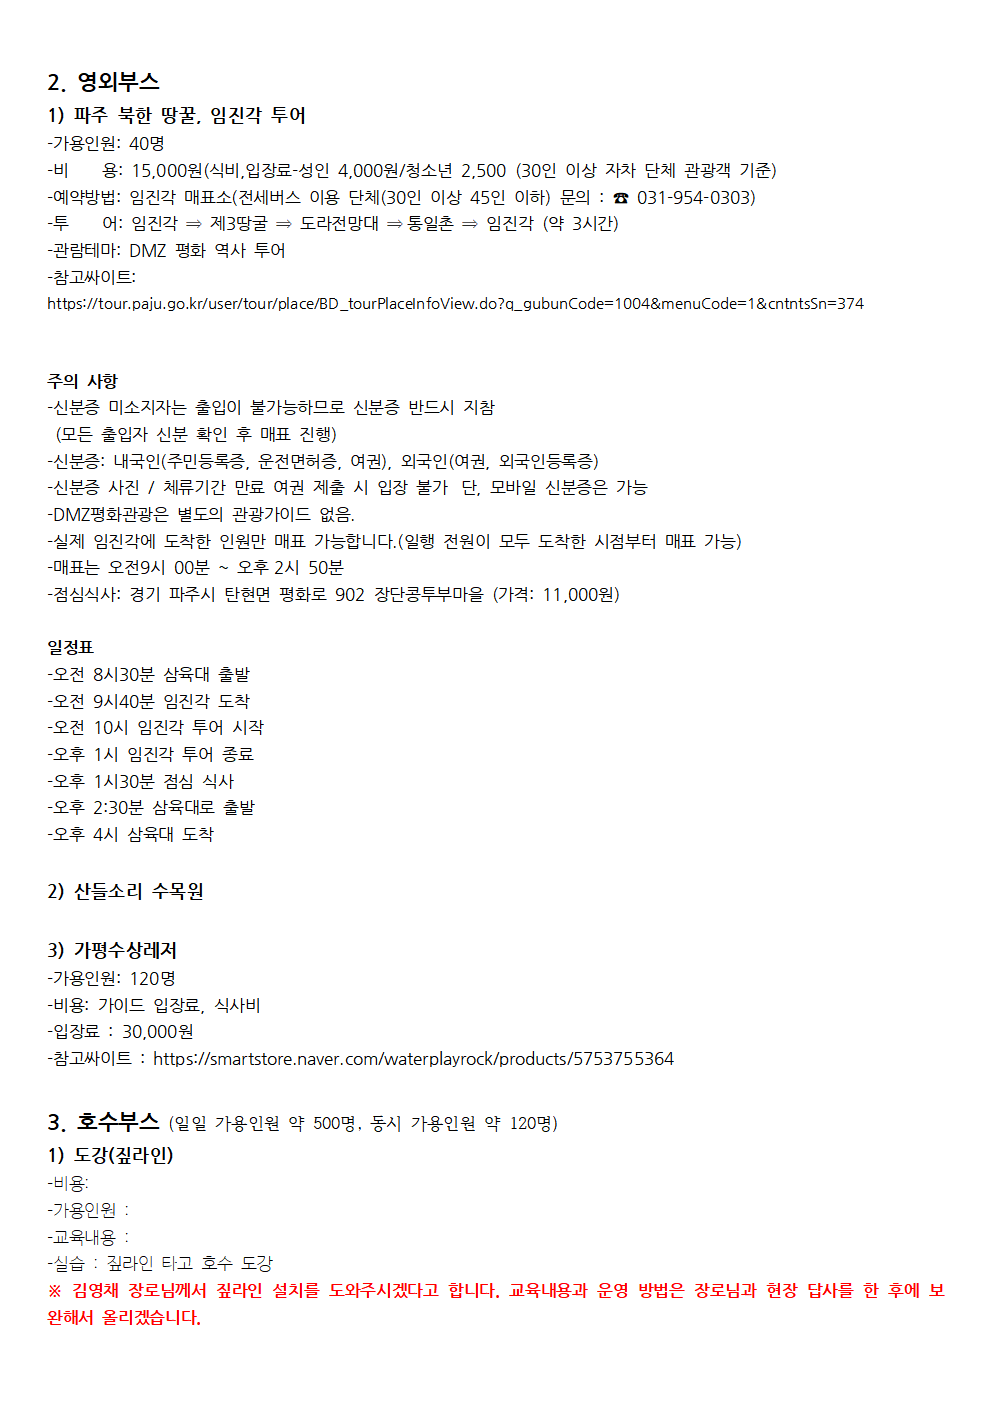 2. 영외부스
1) 파주 북한 땅꿀, 임진각 투어
-가용인원: 40명
-비 용: 15,000원(식비,입장료-성인 4,000원/청소년 2,500 (30인 이상 자차 단체 관광객 기준)
-예약방법: 임진각 매표소(전세버스 이용 단체(30인 이상 45인 이하) 문의 : ☎ 031-954-0303)
-투 어: 임진각 ⇒ 제3땅굴 ⇒ 도라전망대 ⇒ 통일촌 ⇒ 임진각 (약 3시간)
-관람테마: DMZ 평화 역사 투어
-참고싸이트:
https://tour.paju.go.kr/user/tour/place/BD_tourPlaceInfoView.do?q_gubunCode=1004&menuCode=1&cntntsSn=374
주의 사항
-신분증 미소지자는 출입이 불가능하므로 신분증 반드시 지참
(모든 출입자 신분 확인 후 매표 진행)
-신분증: 내국인(주민등록증, 운전면허증, 여권), 외국인(여권, 외국인등록증)
-신분증 사진 / 체류기간 만료 여권 제출 시 입장 불가 단, 모바일 신분증은 가능
-DMZ평화관광은 별도의 관광가이드 없음.
-실제 임진각에 도착한 인원만 매표 가능합니다.(일행 전원이 모두 도착한 시점부터 매표 가능)
-매표는 오전9시 00분 ~ 오후 2시 50분
-점심식사: 경기 파주시 탄현면 평화로 902 장단콩투부마을 (가격: 11,000원)
일정표
-오전 8시30분 삼육대 출발
-오전 9시40분 임진각 도착
-오전 10시 임진각 투어 시작
-오후 1시 임진각 투어 종료
-오후 1시30분 점심 식사
-오후 2:30분 삼육대로 출발
-오후 4시 삼육대 도착
2) 산들소리 수목원
3) 가평수상레저
-가용인원: 120명
-비용: 가이드 입장료, 식사비
-입장료 : 30,000원
-참고싸이트 : https://smartstore.naver.com/waterplayrock/products/5753755364
3. 호수부스 (일일 가용인원 약 500명, 동시 가용인원 약 120명)
1) 도강(짚라인)
-비용:
-가용인원 :
-교육내용 :
-실습 : 짚라인 타고 호수 도강
※ 김영채 장로님께서 짚라인 설치를 도와주시겠다고 합니다. 교육내용과 운영 방법은 장로님과 현장 답사를 한 후에 보
완해서 올리겠습니다.